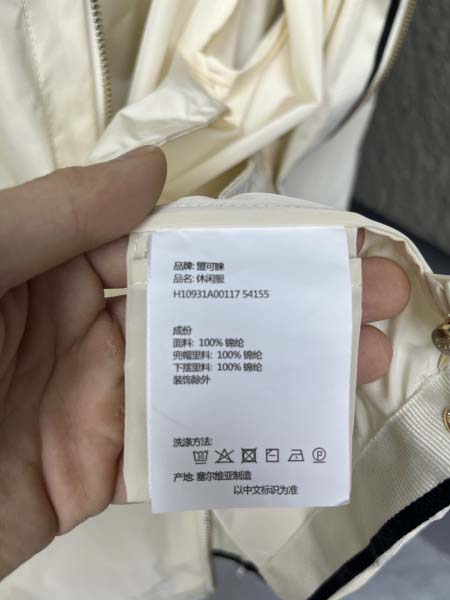 品牌: 盟可睐
品名: 休闲服
H10931A00117 54155
成份
面料: 100% 锦纶
兜帽里料: 100% 锦纶
下摆里料: 100% 锦纶
装饰除外
洗涤方法:
产地: 塞尔维亚制造
以中文标识为准